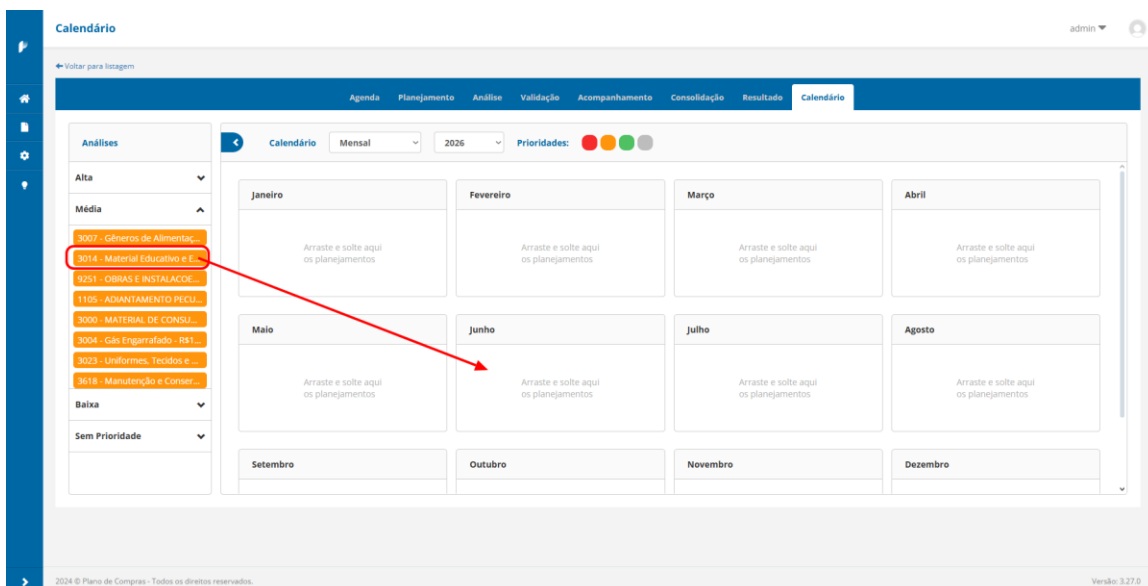 Calendário
admin
Voltar para listagem
Agenda Planejamento Análise Validação Acompanhamento Consolidação Resultado Calendário
Análises
Calendário Mensal 2026 Prioridades:
Alta
Média
3007 - Gêneros de Alimentaç...
3014 - Material Educativo e E...
9251 - OBRAS E INSTALACOE...
1105 - ADIANTAMENTO PECU...
3000 - MATERIAL DE CONSU...
3004 - Gás Engarrafado - R$1...
3023 - Uniformes, Tecidos e ...
3618 - Manutenção e Conser...
Baixa
Sem Prioridade
Janeiro Fevereiro Março Abril
Arraste e solte aqui Arraste e solte aqui Arraste e solte aqui Arraste e solte aqui
os planejamentos os planejamentos os planejamentos os planejamentos
Maio Junho Julho Agosto
Arraste e solte aqui Arraste e solte aqui Arraste e solte aqui Arraste e solte aqui
os planejamentos os planejamentos os planejamentos os planejamentos
Setembro Outubro Novembro Dezembro
2024 © Plano de Compras - Todos os direitos reservados.
Versão: 3.27.0